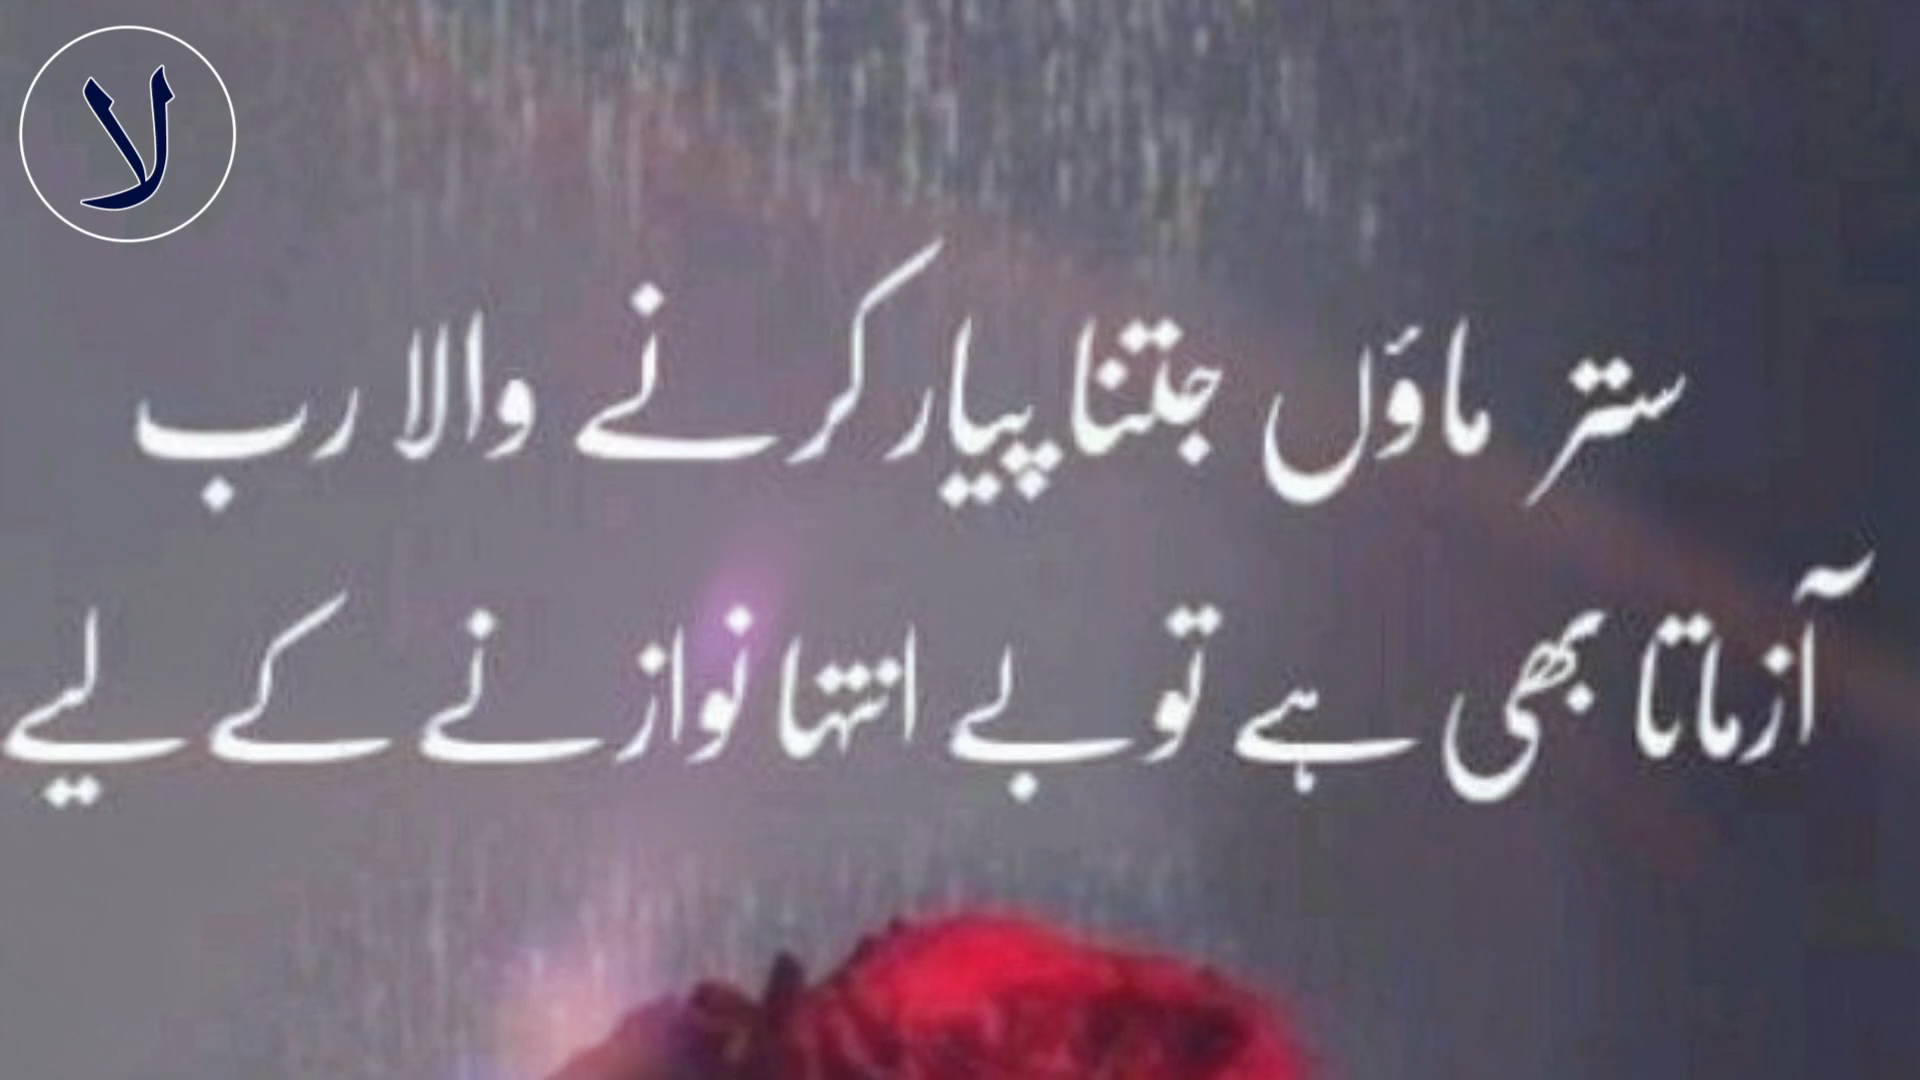 لا
ستر ماؤں جتنا پیار کرنے والا رب
آزماتا بھی ہے تو بے انتہا نوازنے کے لیے